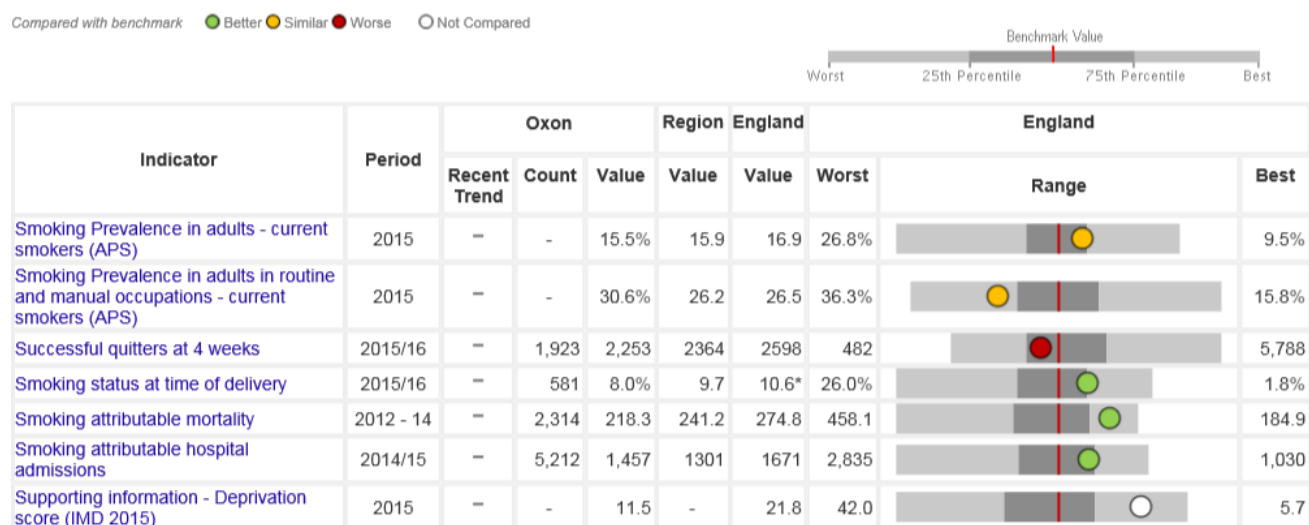 Compared with benchmark Better Similar Worse Not Compared
Benchmark Value
Worst 25th Percentile 75th Percentile Best
Indicator Period Oxon Region England England
Recent Trend Count Value Value Value Worst Range Best
Smoking Prevalence in adults - current
smokers (APS) 2015 – - 15.5% 15.9 16.9 26.8% 9.5%
Smoking Prevalence in adults in routine
and manual occupations - current
smokers (APS) 2015 – - 30.6% 26.2 26.5 36.3% 15.8%
Successful quitters at 4 weeks 2015/16 – 1,923 2,253 2364 2598 482 5,788
Smoking status at time of delivery 2015/16 – 581 8.0% 9.7 10.6* 26.0% 1.8%
Smoking attributable mortality 2012 - 14 – 2,314 218.3 241.2 274.8 458.1 184.9
Smoking attributable hospital
admissions 2014/15 – 5,212 1,457 1301 1671 2,835 1,030
Supporting information - Deprivation
score (IMD 2015) 2015 – - 11.5 - 21.8 42.0 5.7